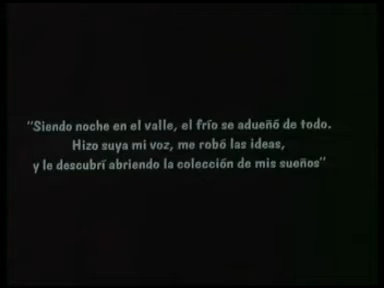 "Siendo noche en el valle, el frío se adueñó de todo.
Hizo suya mi voz, me robó las ideas,
y le descubrí abriendo la colección de mis sueños"